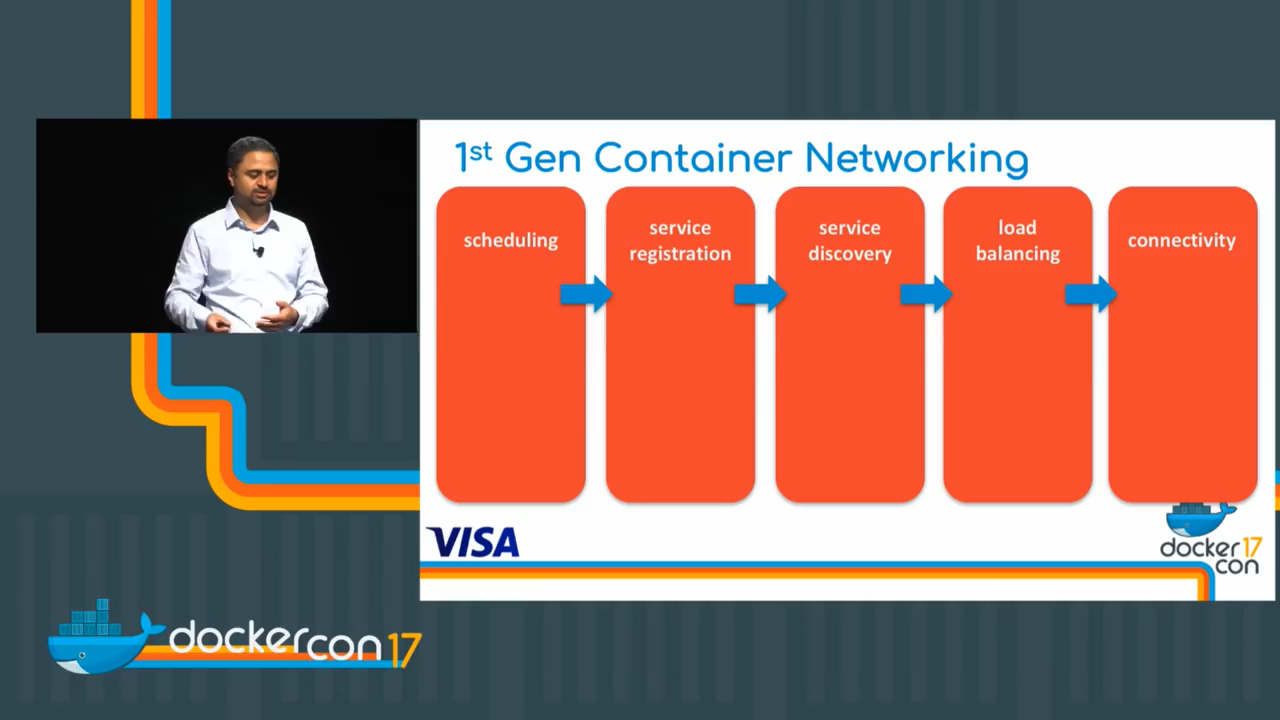 1st Gen Container Networking
scheduling
service
registration
service
discovery
load
balancing
connectivity
VISA
docker 17
con
dockercon 17